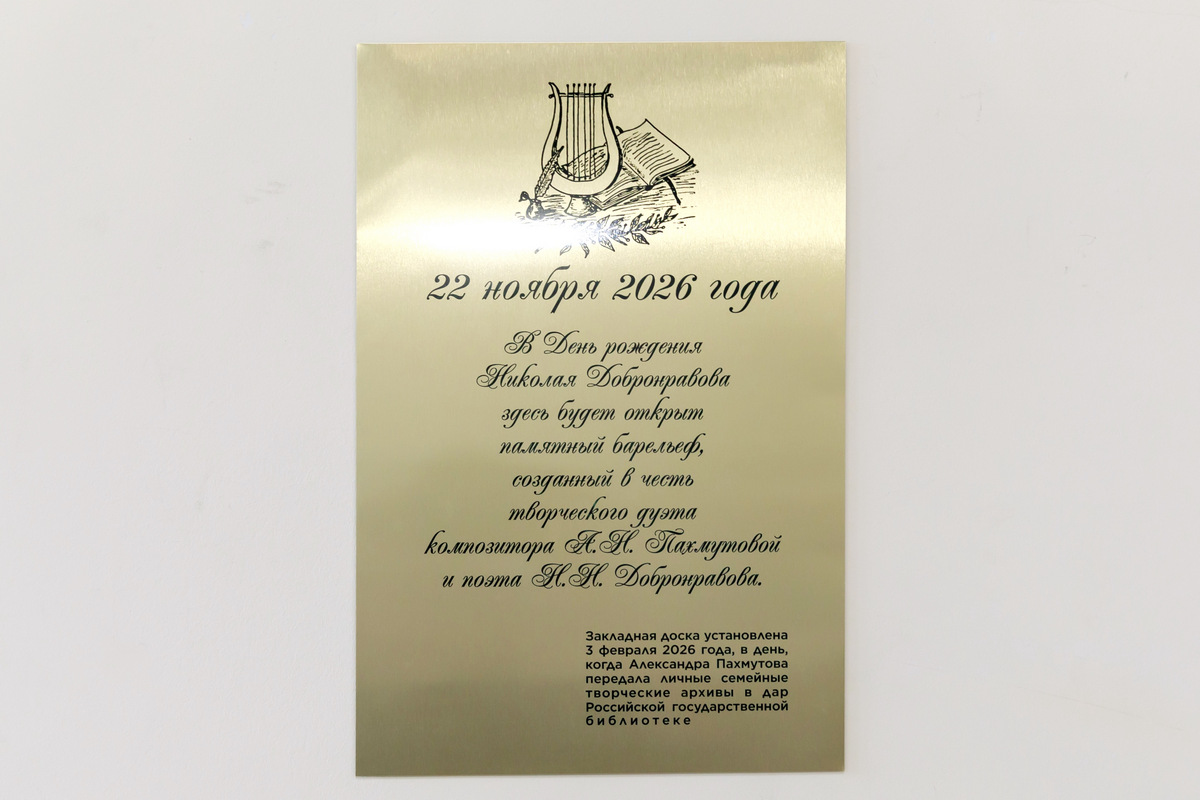 22 ноября 2026 года
В День рождения
Николая Добронравова
здесь будет открыт
памятный барельеф,
созданный в честь
творческого дуэта
композитора А.Н. Пахмутовой
и поэта Н.Н. Добронравова.
Закладная доска установлена
3 февраля 2026 года, в день,
когда Александра Пахмутова
передала личные семейные
творческие архивы в дар
Российской государственной
библиотеке